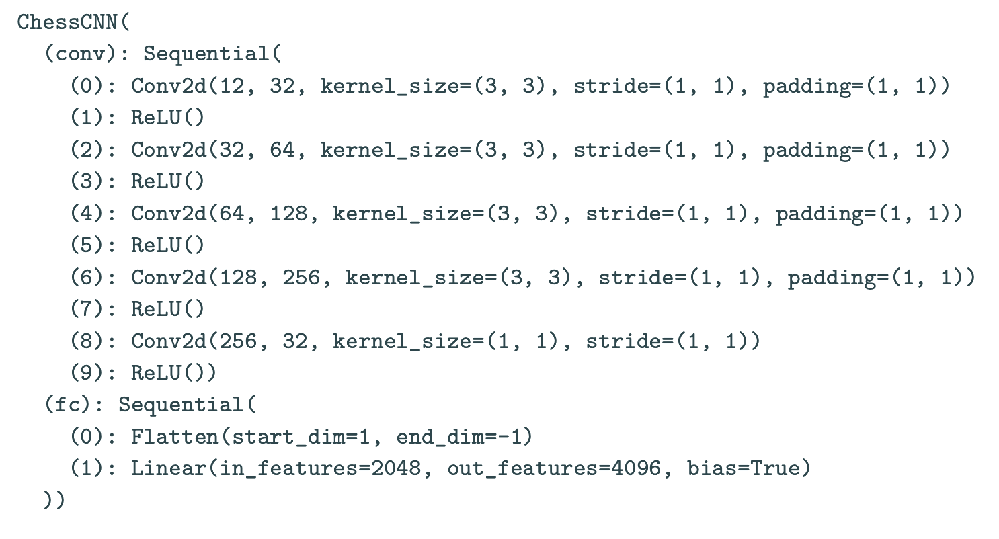 ChessCNN(
(conv): Sequential(
(0): Conv2d(12, 32, kernel_size=(3, 3), stride=(1, 1), padding=(1, 1))
(1): ReLU()
(2): Conv2d(32, 64, kernel_size=(3, 3), stride=(1, 1), padding=(1, 1))
(3): ReLU()
(4): Conv2d(64, 128, kernel_size=(3, 3), stride=(1, 1), padding=(1, 1))
(5): ReLU()
(6): Conv2d(128, 256, kernel_size=(3, 3), stride=(1, 1), padding=(1, 1))
(7): ReLU()
(8): Conv2d(256, 32, kernel_size=(1, 1), stride=(1, 1))
(9): ReLU())
(fc): Sequential(
(0): Flatten(start_dim=1, end_dim=-1)
(1): Linear(in_features=2048, out_features=4096, bias=True)
))